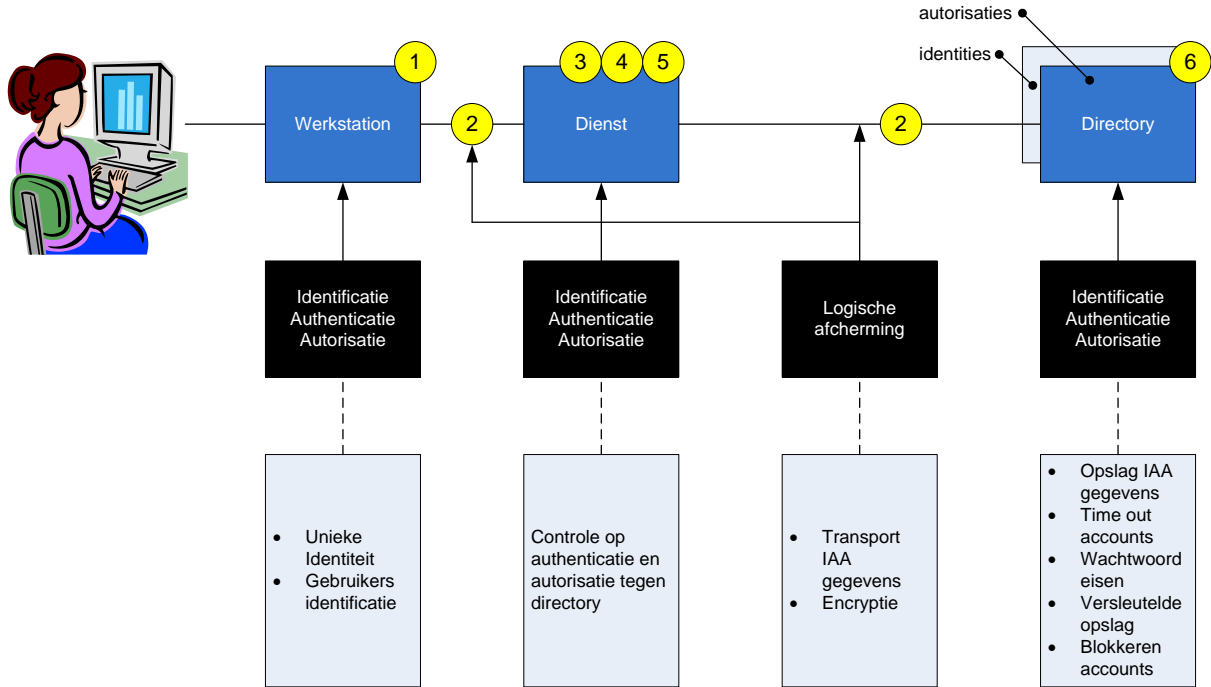 autorisaties
identities
1
3
4
5
6
Werkstation
2
Dienst
2
Directory
Identificatie
Authenticatie
Autorisatie
Identificatie
Authenticatie
Autorisatie
Logische
afcherming
Identificatie
Authenticatie
Autorisatie
• Unieke
Identiteit
• Gebruikers
identificatie
Controle op
authenticatie en
autorisatie tegen
directory
• Transport
IAA
gegevens
• Encryptie
• Opslag IAA
gegevens
• Time out
accounts
• Wachtwoord
eisen
• Versleutelde
opslag
• Blokkeren
accounts